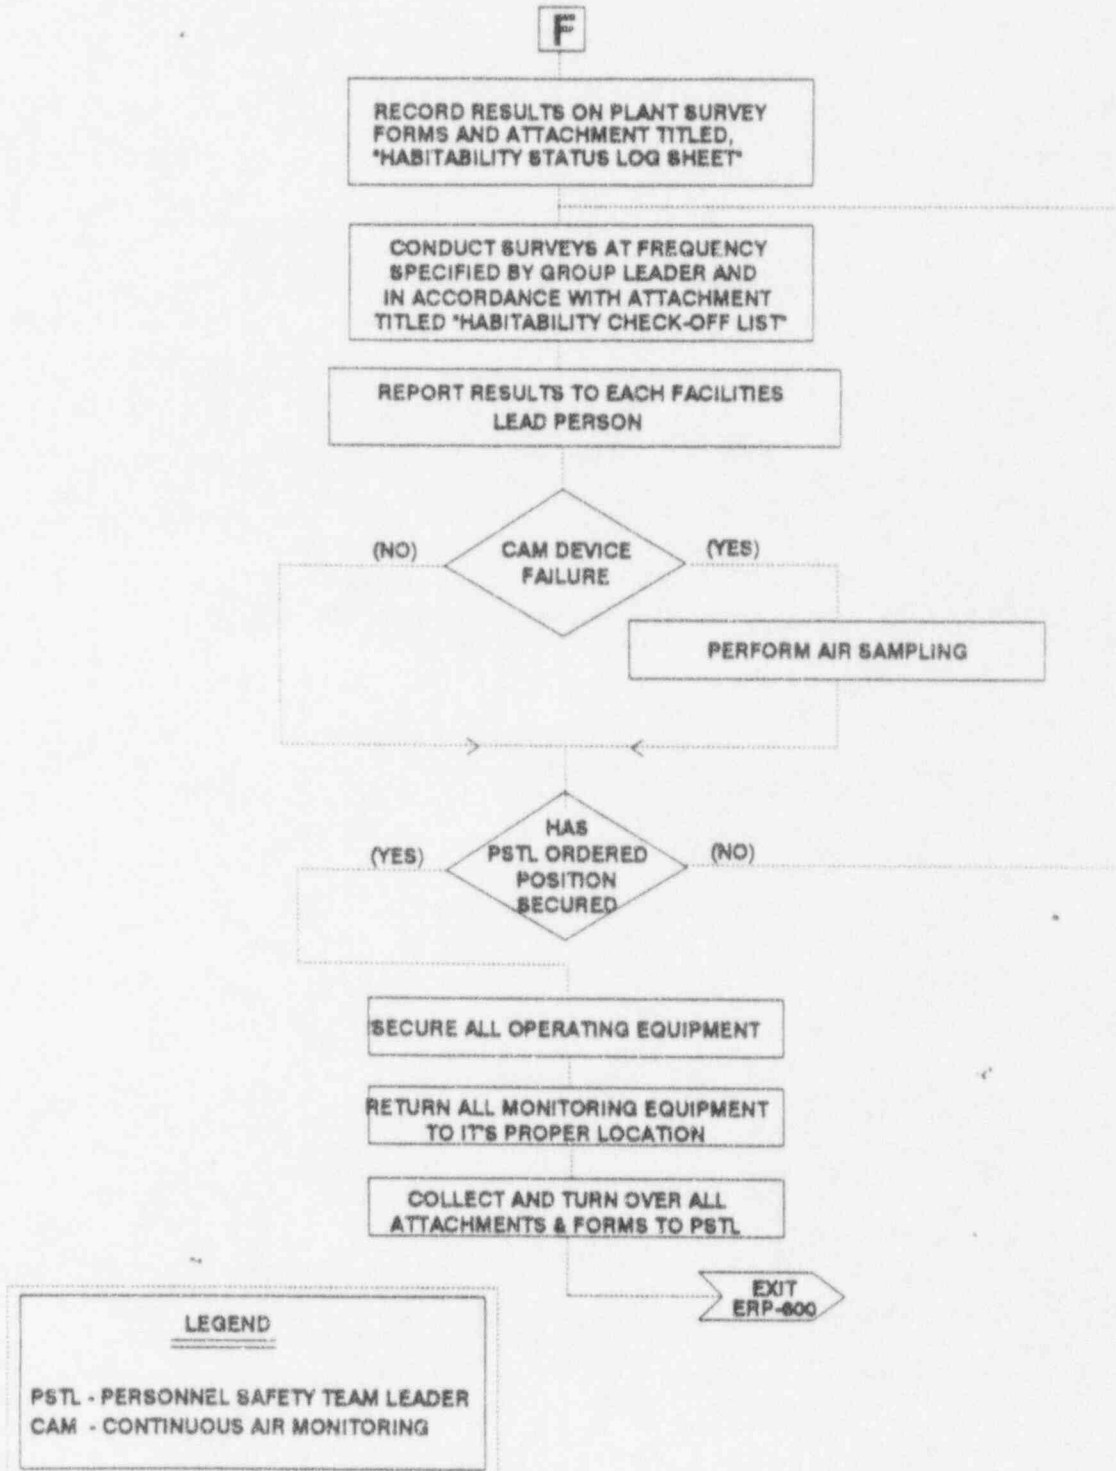 F
RECORD RESULTS ON PLANT SURVEY
FORMS AND ATTACHMENT TITLED,
"HABITABILITY STATUS LOG SHEET"
CONDUCT SURVEYS AT FREQUENCY
SPECIFIED BY GROUP LEADER AND
IN ACCORDANCE WITH ATTACHMENT
TITLED "HABITABILITY CHECK-OFF LIST"
REPORT RESULTS TO EACH FACILITIES
LEAD PERSON
(NO)
CAM DEVICE
FAILURE
(YES)
PERFORM AIR SAMPLING
(YES)
HAS
PSTL ORDERED
POSITION
SECURED
(NO)
SECURE ALL OPERATING EQUIPMENT
RETURN ALL MONITORING EQUIPMENT
TO IT'S PROPER LOCATION
COLLECT AND TURN OVER ALL
ATTACHMENTS & FORMS TO PSTL
EXIT
ERP-600
LEGEND
PSTL - PERSONNEL SAFETY TEAM LEADER
CAM - CONTINUOUS AIR MONITORING